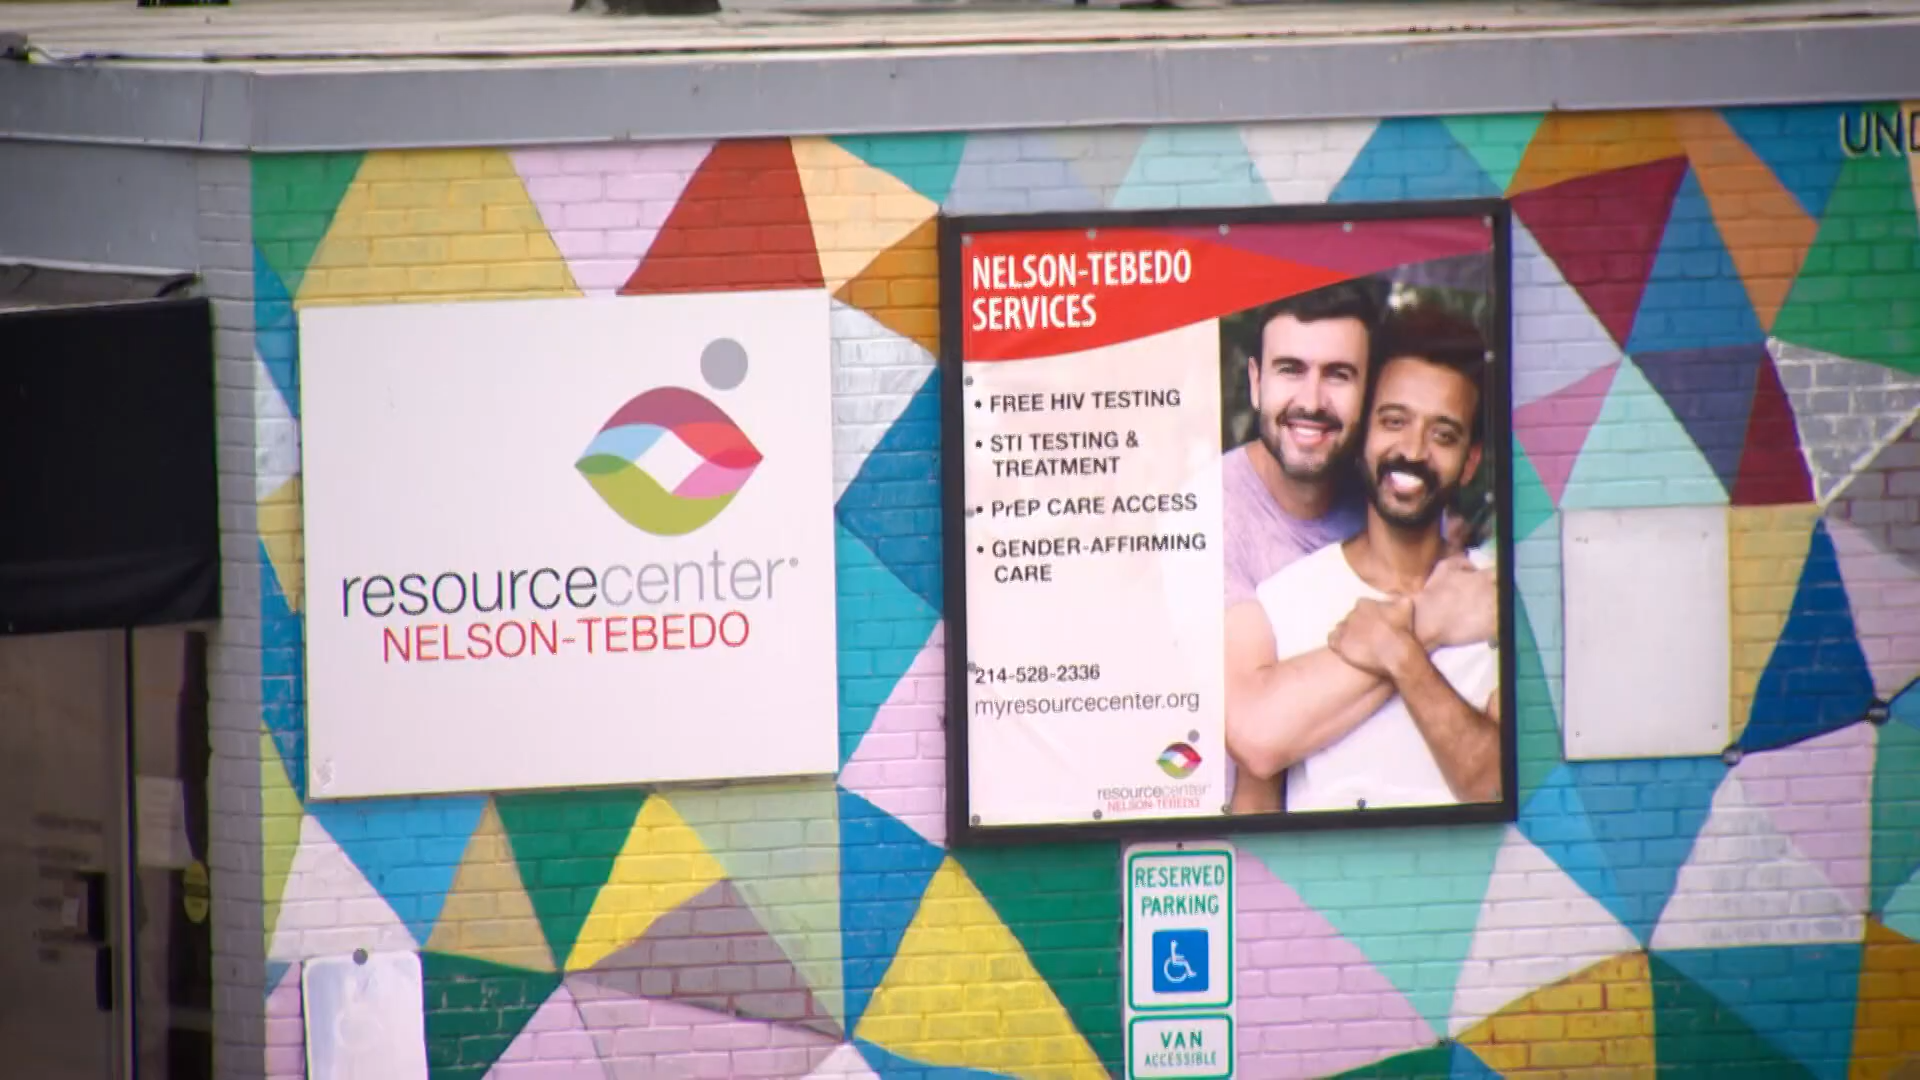 UND
resourcecenter
NELSON-TEBEDO
NELSON-TEBEDO
SERVICES
• FREE HIV TESTING
• STI TESTING &
TREATMENT
• PrEP CARE ACCESS
• GENDER-AFFIRMING
CARE
214-528-2336
myresourcecenter.org
resourcecenter
NELSON-TEBEDO
RESERVED
PARKING
VAN
ACCESSIBLE